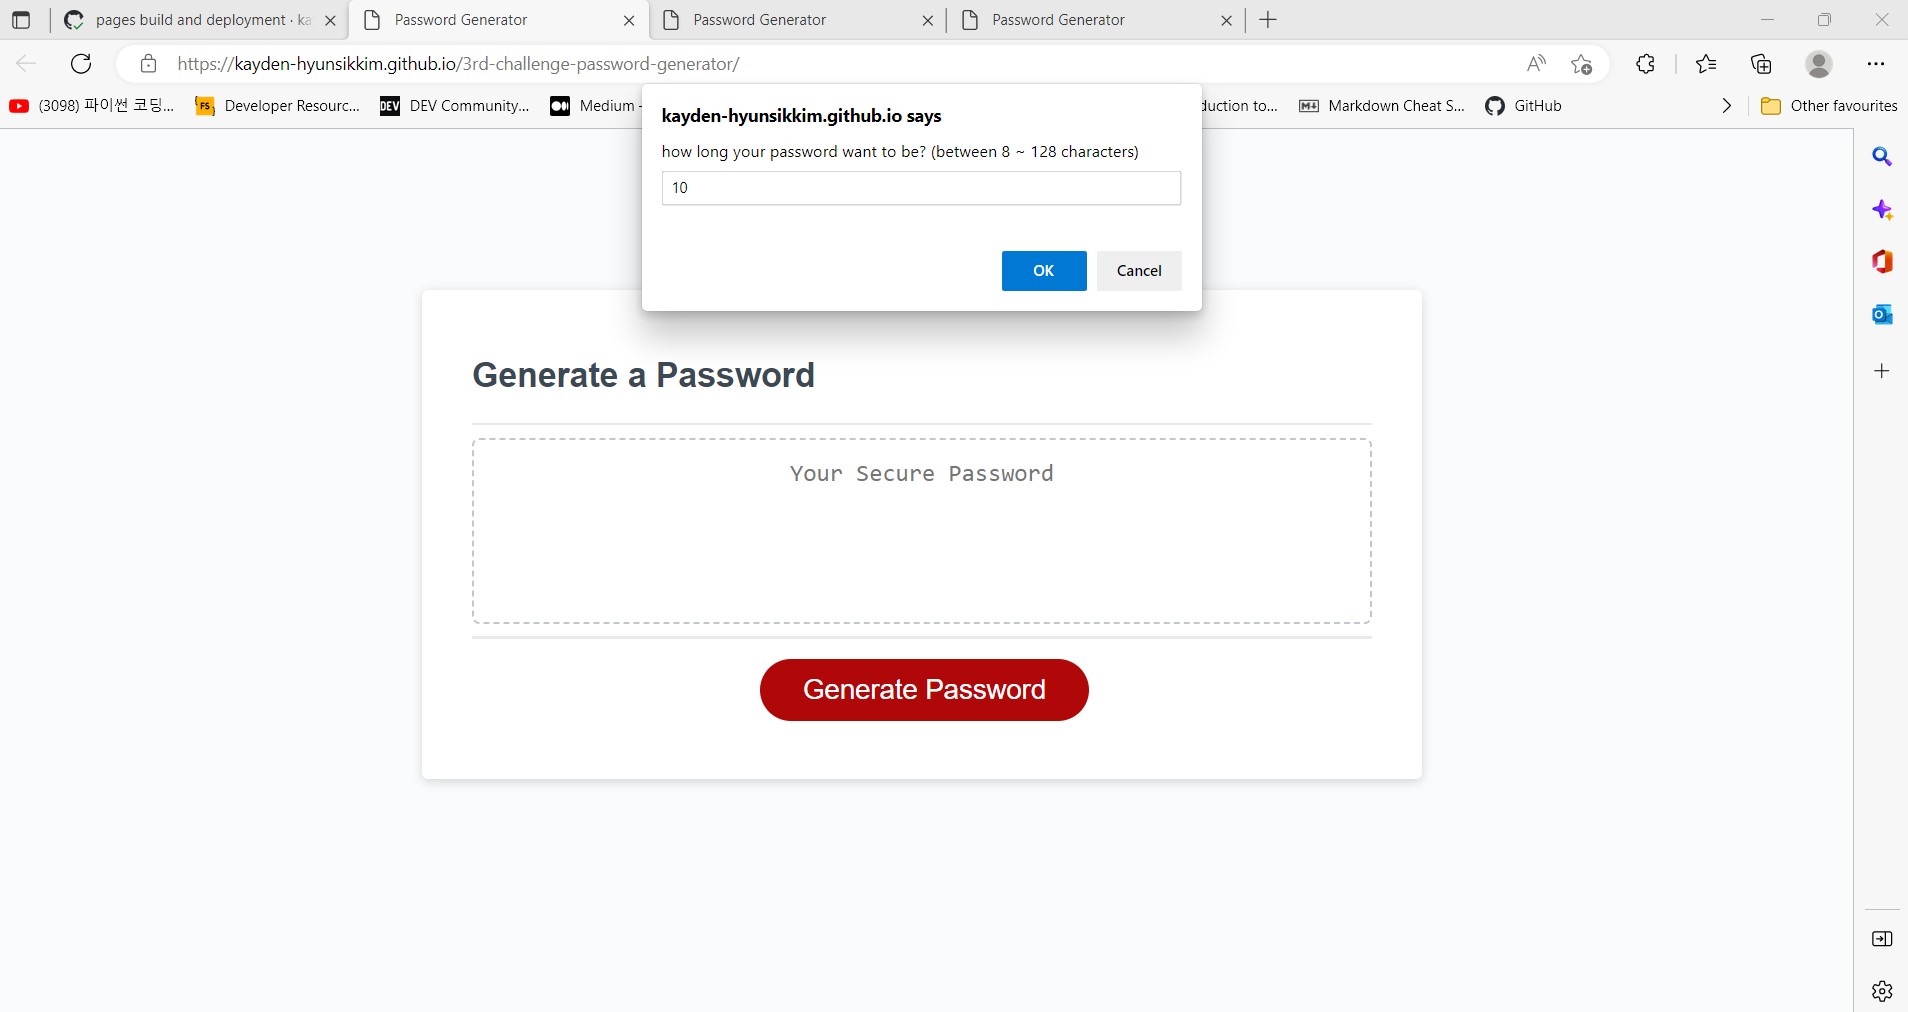 pages build and deployment · ka
Password Generator
Password Generator
Password Generator
https://kayden-hyunsikkim.github.io/3rd-challenge-password-generator/
(3098) 파이썬 코딩...
FS
Developer Resourc...
DEV
DEV Community...
Medium -
duction to...
Markdown Cheat S...
GitHub
Other favourites
kayden-hyunsikkim.github.io says
how long your password want to be? (between 8 ~ 128 characters)
10
OK
Cancel
Generate a Password
Your Secure Password
Generate Password